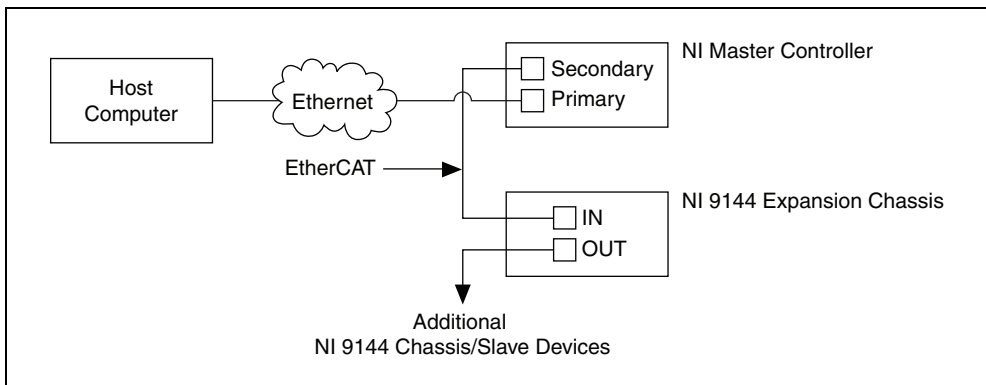 Host
Computer
Ethernet
NI Master Controller
Secondary
Primary
EtherCAT
NI 9144 Expansion Chassis
IN
OUT
Additional
NI 9144 Chassis/Slave Devices